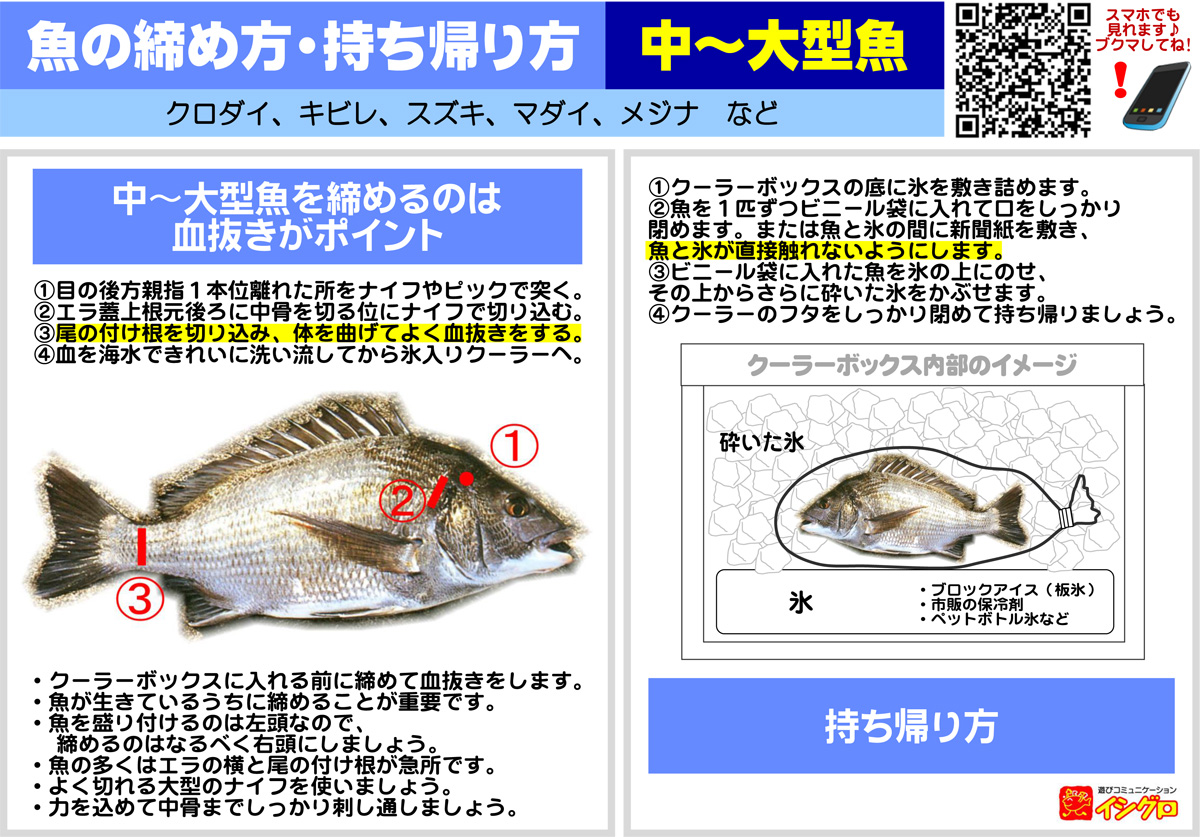 魚の締め方・持ち帰り方
中～大型魚
スマホでも
見れます♪
ブクマしてね!
クロダイ、キビレ、スズキ、マダイ、メジナ　など
中～大型魚を締めるのは
血抜きがポイント
①目の後方親指１本位離れた所をナイフやピックで突く。
②エラ蓋上根元後ろに中骨を切る位にナイフで切り込む。
③尾の付け根を切り込み、体を曲げてよく血抜きをする。
④血を海水できれいに洗い流してから氷入りクーラーへ。
①
②
③
・クーラーボックスに入れる前に締めて血抜きをします。
・魚が生きているうちに締めることが重要です。
・魚を盛り付けるのは左頭なので、
締めるのはなるべく右頭にしましょう。
・魚の多くはエラの横と尾の付け根が急所です。
・よく切れる大型のナイフを使いましょう。
・力を込めて中骨までしっかり刺し通しましょう。
①クーラーボックスの底に氷を敷き詰めます。
②魚を１匹ずつビニール袋に入れて口をしっかり
閉めます。または魚と氷の間に新聞紙を敷き、
魚と氷が直接触れないようにします。
③ビニール袋に入れた魚を氷の上にのせ、
その上からさらに砕いた氷をかぶせます。
④クーラーのフタをしっかり閉めて持ち帰りましょう。
クーラーボックス内部のイメージ
砕いた氷
氷
・ブロックアイス（板氷）
・市販の保冷剤
・ペットボトル氷など
持ち帰り方
遊びコミュニケーション
イシグロ